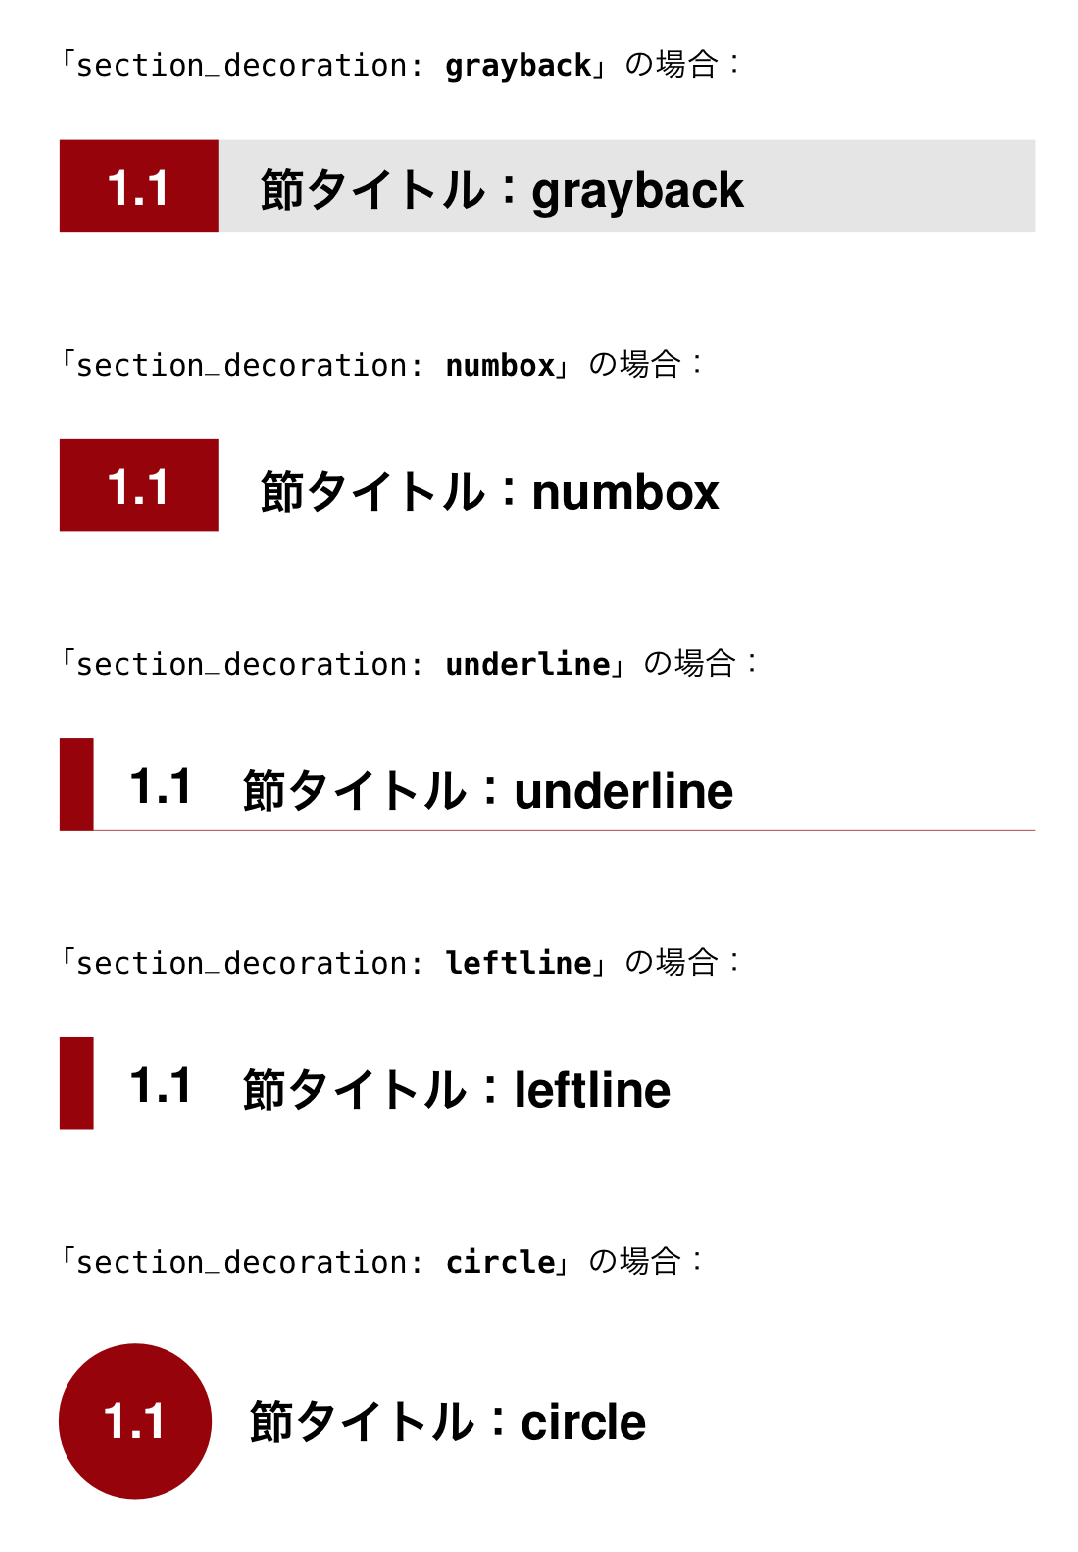 「section_decoration: grayback」の場合：
1.1 節タイトル：grayback
「section_decoration: numbox」の場合：
1.1 節タイトル：numbox
「section_decoration: underline」の場合：
1.1 節タイトル：underline
「section_decoration: leftline」の場合：
1.1 節タイトル：leftline
「section_decoration: circle」の場合：
1.1 節タイトル：circle